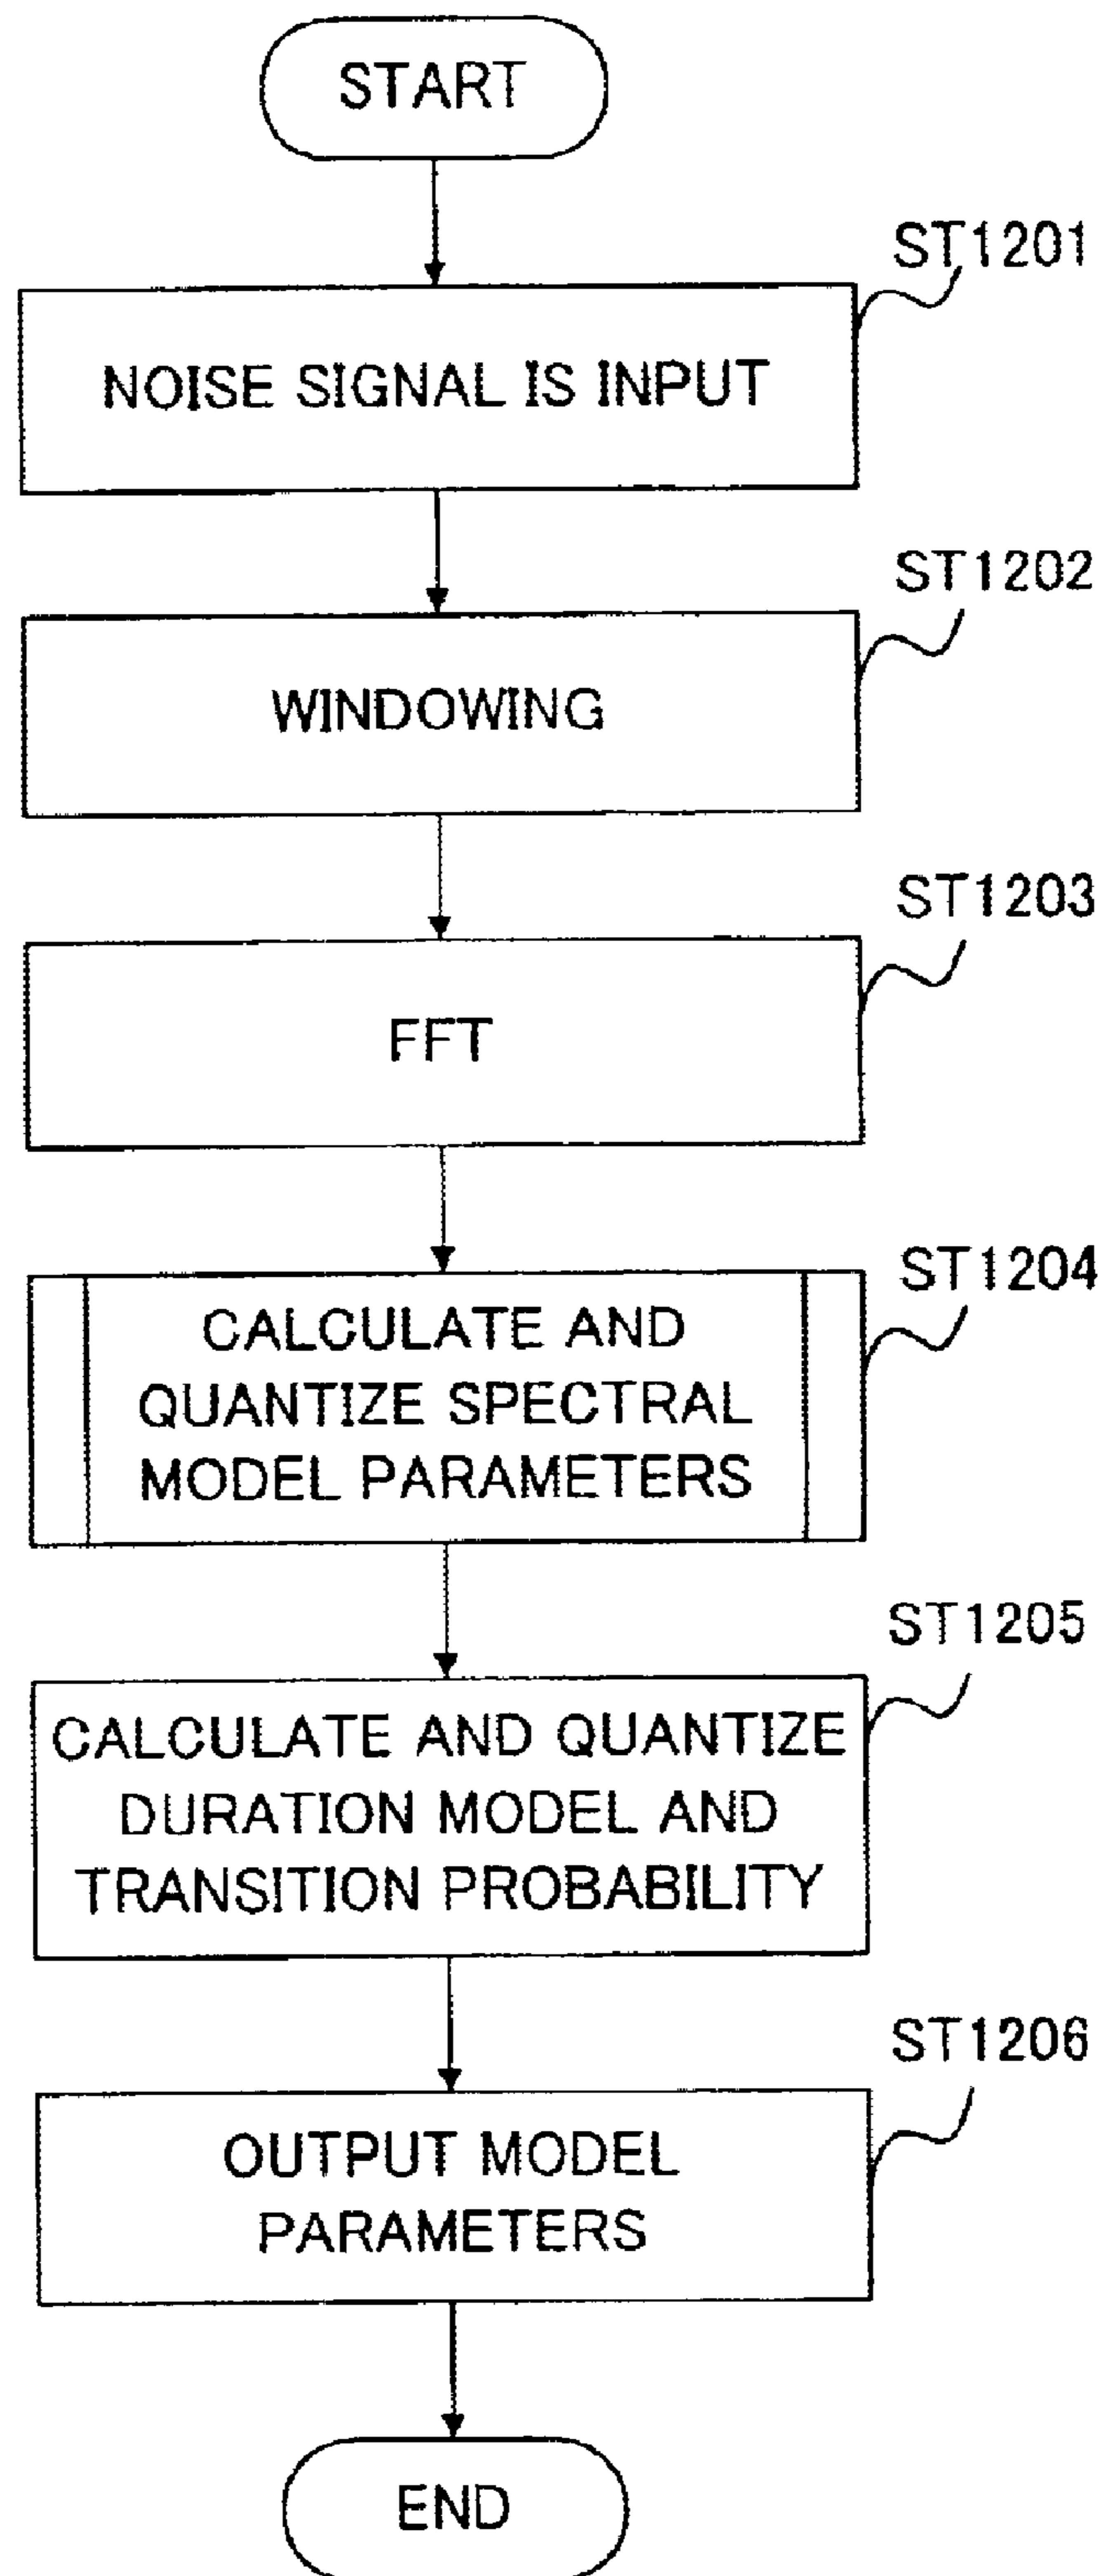 START
ST1201
NOISE SIGNAL IS INPUT
ST1202
WINDOWING
ST1203
FFT
ST1204
CALCULATE AND
QUANTIZE SPECTRAL
MODEL PARAMETERS
ST1205
CALCULATE AND QUANTIZE
DURATION MODEL AND
TRANSITION PROBABILITY
ST1206
OUTPUT MODEL
PARAMETERS
END